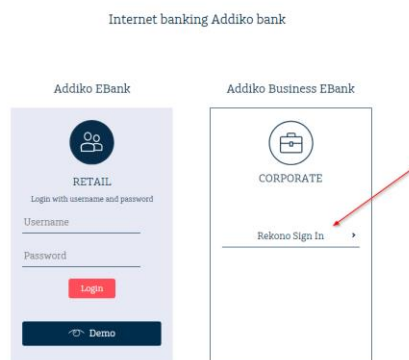 Internet banking Addiko bank
Addiko EBank
RETAIL
Login with username and password
Username
Password
Login
Demo
Addiko Business EBank
CORPORATE
Rekono Sign In